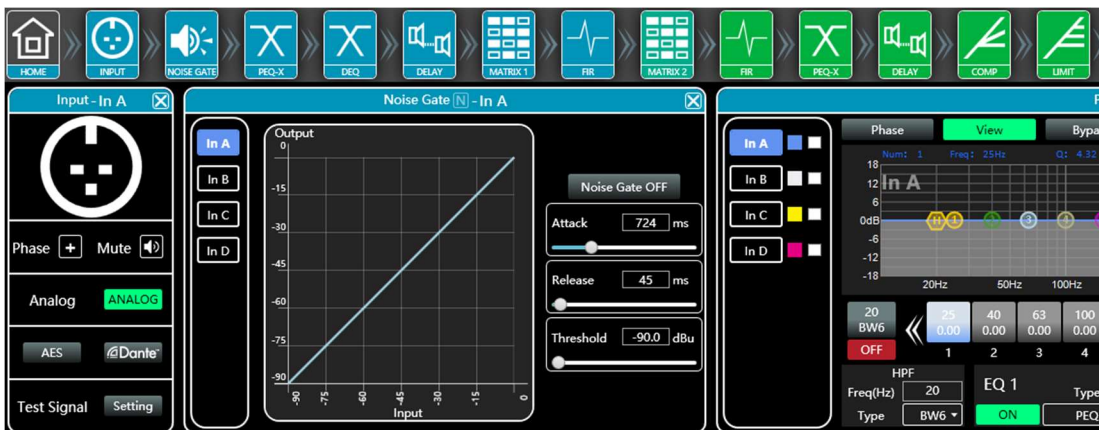 HOME INPUT NOISE GATE PEQ-X DEQ DELAY MATRIX 1 FIR MATRIX 2 FIR PEQ-X DELAY COMP LIMIT
Input - In A
Phase + Mute
Analog ANALOG
AES Dante
Test Signal Setting
Noise Gate N - In A
In A
In B
In C
In D
Output
0
-15
-30
-45
-60
-75
-90
-90 -75 -60 -45 -30 -15 0
Input
Noise Gate OFF
Attack 724 ms
Release 45 ms
Threshold -90.0 dBu
In A
In B
In C
In D
Phase View Bypa
Num: 1 Freq: 25Hz Q: 4.32
In A
18
12
6
0dB
-6
-12
-18
H 1 2 3 4
20Hz 50Hz 100Hz
20 25 40 63 100
BW6 0.00 0.00 0.00 0.00
OFF 1 2 3 4
HPF
Freq(Hz) 20
Type BW6
EQ 1 Type
ON PEQ